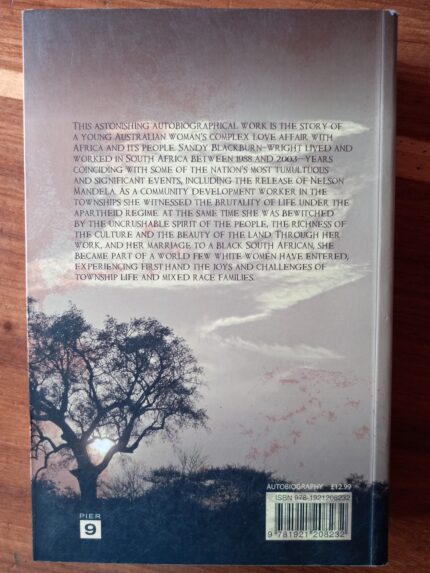 THIS ASTONISHING AUTOBIOGRAPHICAL WORK IS THE STORY OF
A YOUNG AUSTRALIAN WOMAN'S COMPLEX LOVE AFFAIR WITH
AFRICA AND ITS PEOPLE. SANDY BLACKBURN-WRIGHT LIVED AND
WORKED IN SOUTH AFRICA BETWEEN 1988 AND 2003—YEARS
COINCIDING WITH SOME OF THE NATION'S MOST TUMULTUOUS
AND SIGNIFICANT EVENTS, INCLUDING THE RELEASE OF NELSON
MANDELA. AS A COMMUNITY DEVELOPMENT WORKER IN THE
TOWNSHIPS SHE WITNESSED THE BRUTALITY OF LIFE UNDER THE
APARTHEID REGIME. AT THE SAME TIME SHE WAS BEWITCHED
BY THE UNCRUSHABLE SPIRIT OF THE PEOPLE, THE RICHNESS OF
THE CULTURE AND THE BEAUTY OF THE LAND. THROUGH HER
WORK, AND HER MARRIAGE TO A BLACK SOUTH AFRICAN, SHE
BECAME PART OF A WORLD FEW WHITE WOMEN HAVE ENTERED,
EXPERIENCING FIRST HAND THE JOYS AND CHALLENGES OF
TOWNSHIP LIFE AND MIXED RACE FAMILIES.
AUTOBIOGRAPHY £12.99
ISBN 978-1921208232
9 781921 208232
PIER
9